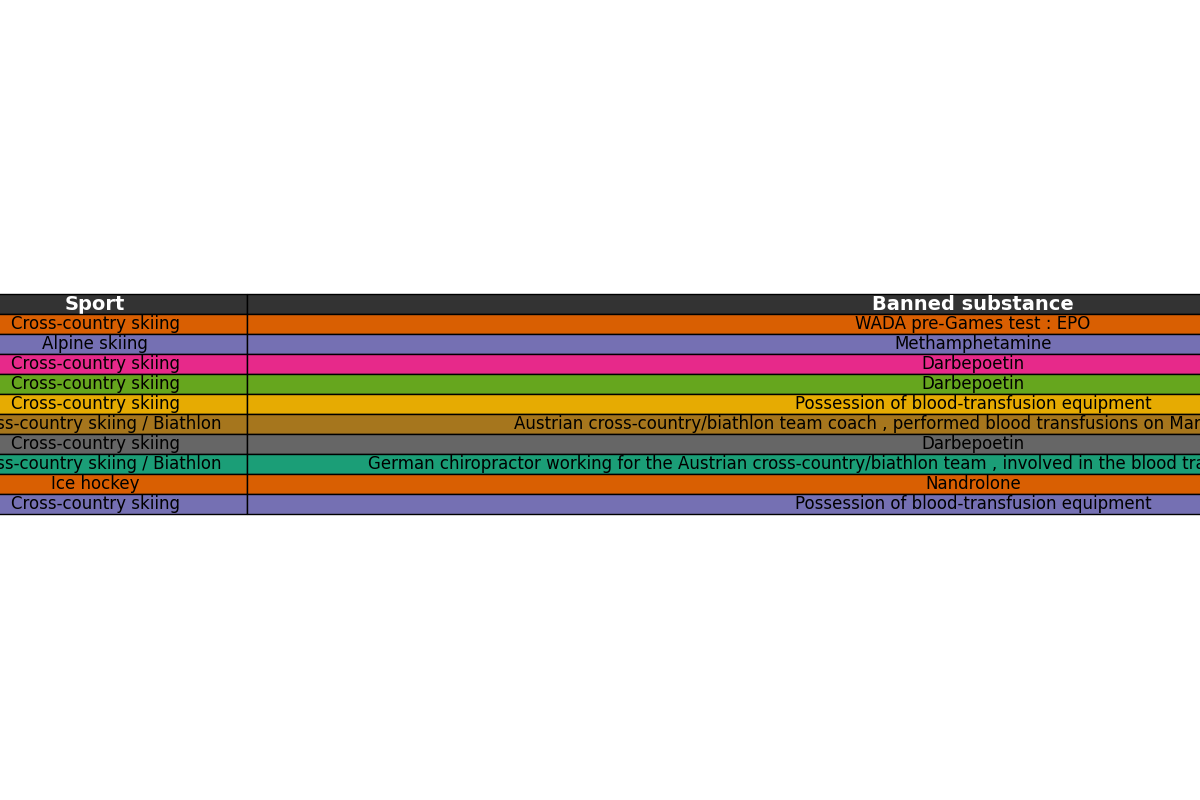 Sport Banned substance
Cross-country skiing WADA pre-Games test : EPO
Alpine skiing Methamphetamine
Cross-country skiing Darbepoetin
Cross-country skiing Darbepoetin
Cross-country skiing Possession of blood-transfusion equipment
ss-country skiing / Biathlon Austrian cross-country/biathlon team coach , performed blood transfusions on Mar
Cross-country skiing Darbepoetin
ss-country skiing / Biathlon German chiropractor working for the Austrian cross-country/biathlon team , involved in the blood tra
Ice hockey Nandrolone
Cross-country skiing Possession of blood-transfusion equipment